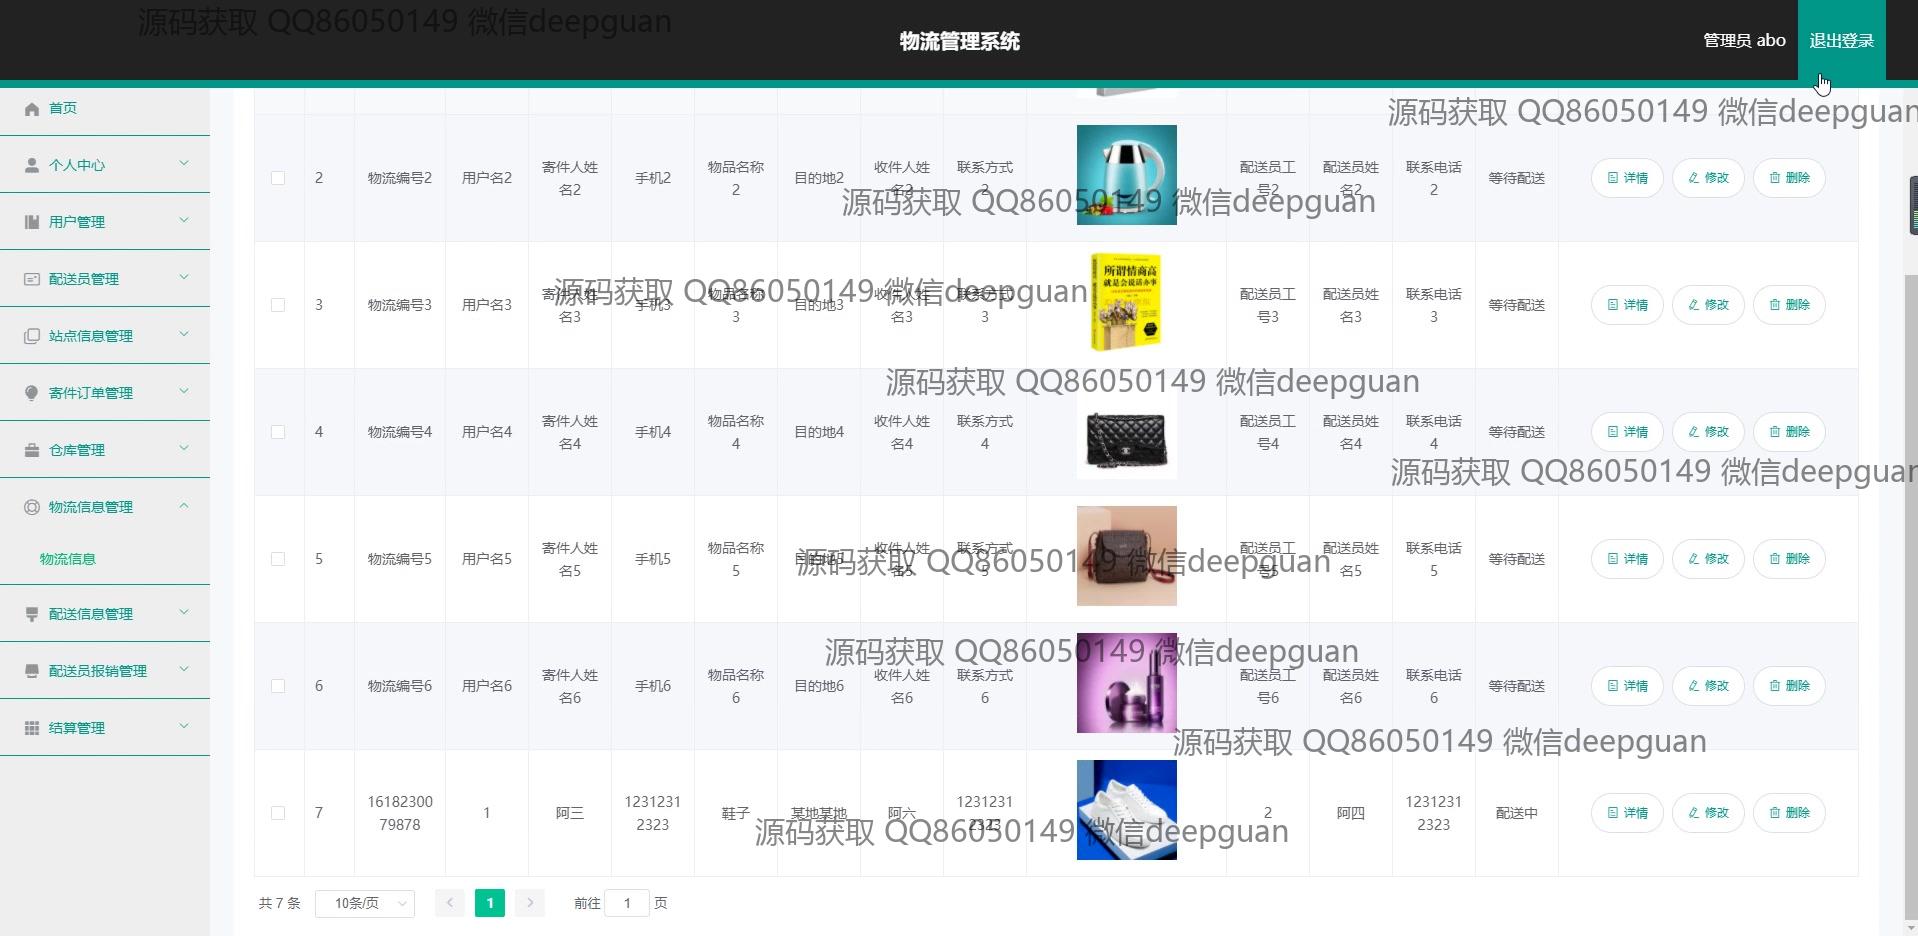 源码获取 QQ86050149 微信deepguan
物流管理系统
管理员 abo
退出登录
首页
个人中心
用户管理
配送员管理
站点信息管理
寄件订单管理
仓库管理
物流信息管理
物流信息
配送信息管理
配送员报销管理
结算管理
源码获取 QQ86050149 微信deepguan
2 物流编号2 用户名2 寄件人姓名2 手机2 物品名称2 目的地2 收件人姓名2 联系方式2 配送员工号2 配送员姓名2 联系电话2 等待配送 详情 修改 删除
源码获取 QQ86050149 微信deepguan
3 物流编号3 用户名3 寄件人姓名3 手机3 物品名称3 目的地3 收件人姓名3 联系方式3 配送员工号3 配送员姓名3 联系电话3 等待配送 详情 修改 删除
所谓情商高
就是会说话办事
源码获取 QQ86050149 微信deepguan
源码获取 QQ86050149 微信deepguan
4 物流编号4 用户名4 寄件人姓名4 手机4 物品名称4 目的地4 收件人姓名4 联系方式4 配送员工号4 配送员姓名4 联系电话4 等待配送 详情 修改 删除
源码获取 QQ86050149 微信deepguan
5 物流编号5 用户名5 寄件人姓名5 手机5 物品名称5 目的地5 收件人姓名5 联系方式5 配送员工号5 配送员姓名5 联系电话5 等待配送 详情 修改 删除
源码获取 QQ86050149 微信deepguan
源码获取 QQ86050149 微信deepguan
6 物流编号6 用户名6 寄件人姓名6 手机6 物品名称6 目的地6 收件人姓名6 联系方式6 配送员工号6 配送员姓名6 联系电话6 等待配送 详情 修改 删除
源码获取 QQ86050149 微信deepguan
7 1618230079878 1 阿三 12312312323 鞋子 某地某地 阿六 12312312323 2 阿四 12312312323 配送中 详情 修改 删除
源码获取 QQ86050149 微信deepguan
共 7 条 10条/页 1 前往 1 页